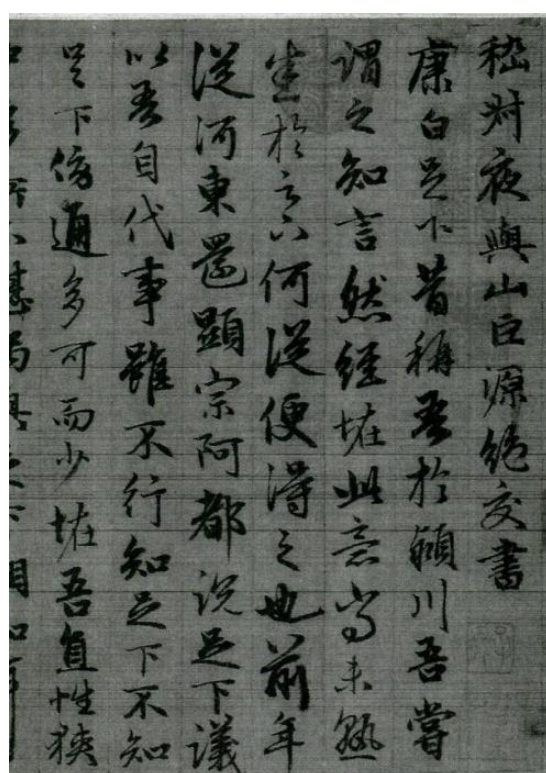 嵇叔夜與山巨源絕交書
康白足下昔稱吾於潁川吾嘗
謂之知言然經怪此意尚未熟
悉於足下何從便得之也前年
從河東還顯宗阿都說足下議
以吾自代事雖不行知足下不知
足下傍通多可而少怪吾直性狹